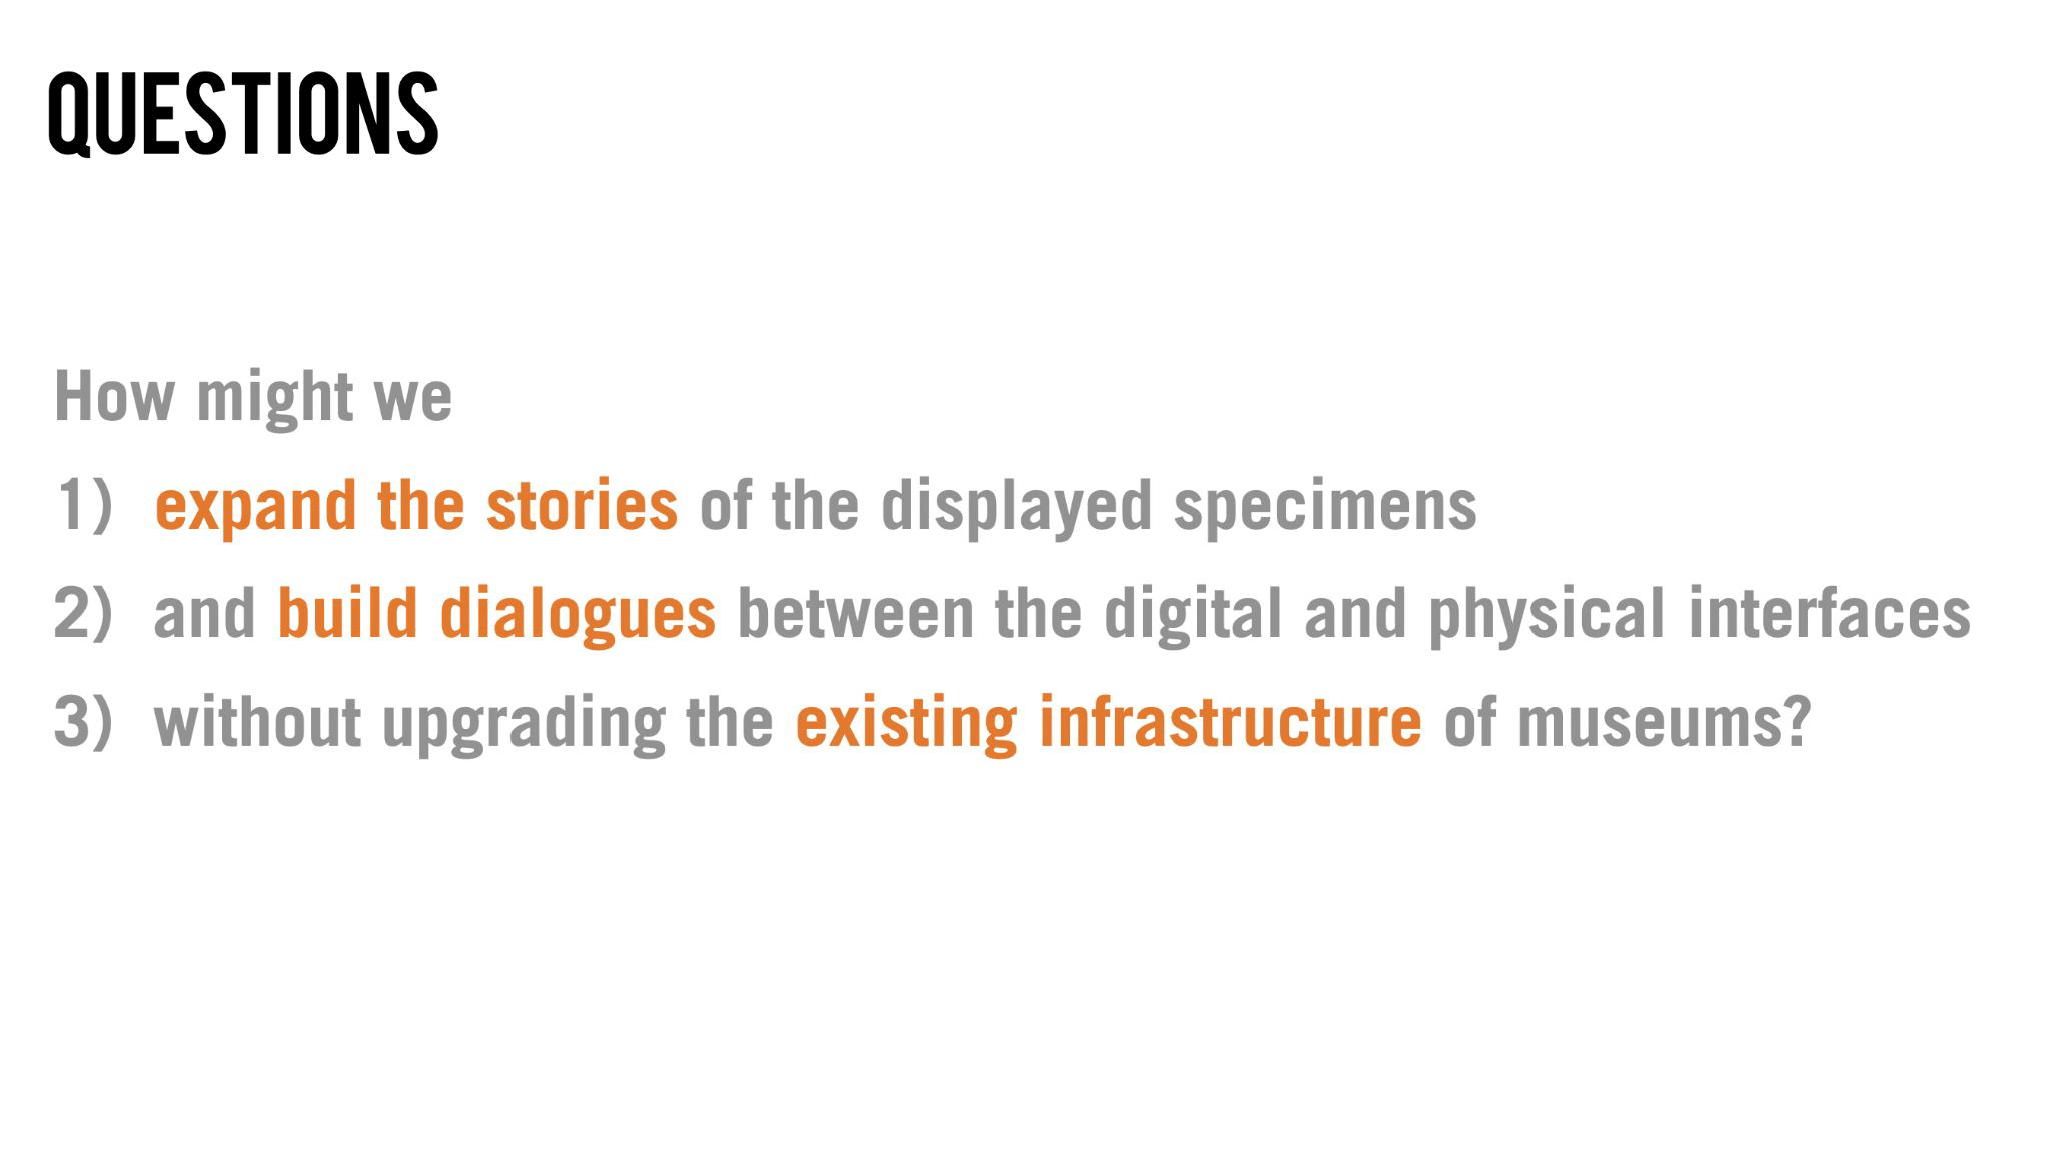 QUESTIONS
How might we
1) expand the stories of the displayed specimens
2) and build dialogues between the digital and physical interfaces
3) without upgrading the existing infrastructure of museums?